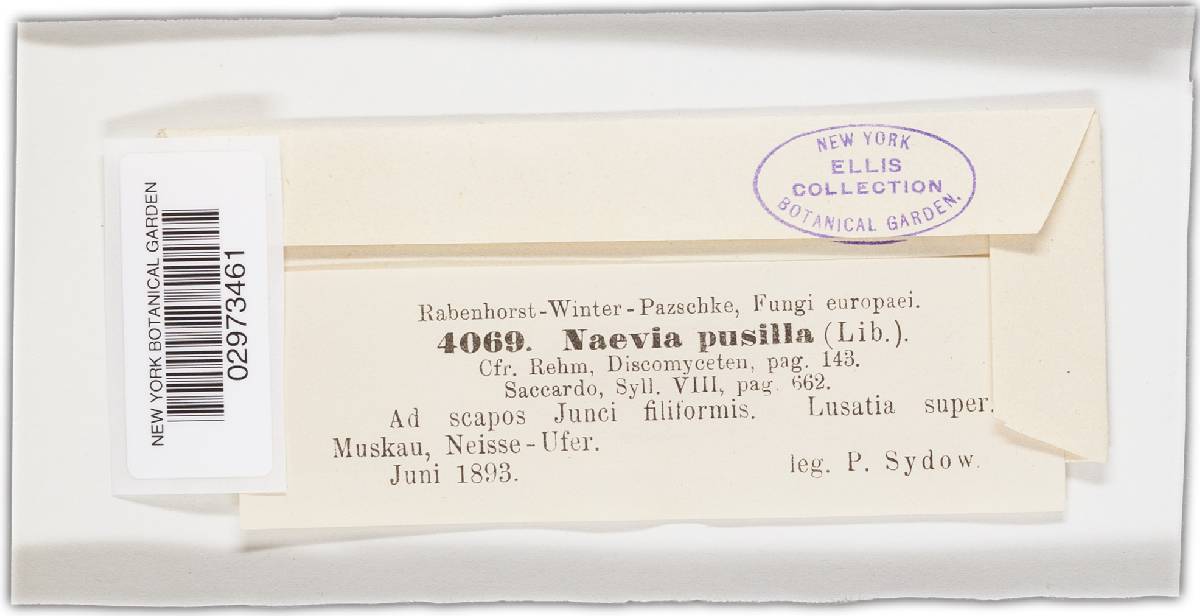 NEW YORK
ELLIS
COLLECTION
BOTANICAL GARDEN.
NEW YORK BOTANICAL GARDEN
02973461
Rabenhorst-Winter-Pazschke, Fungi europaei.
4069. Naevia pusilla (Lib.).
Cfr. Rehm, Discomyceten, pag. 143.
Saccardo, Syll. VIII, pag. 662.
Ad scapos Junci filiformis. Lusatia super.
Muskau, Neisse-Ufer.
Juni 1893. leg. P. Sydow.